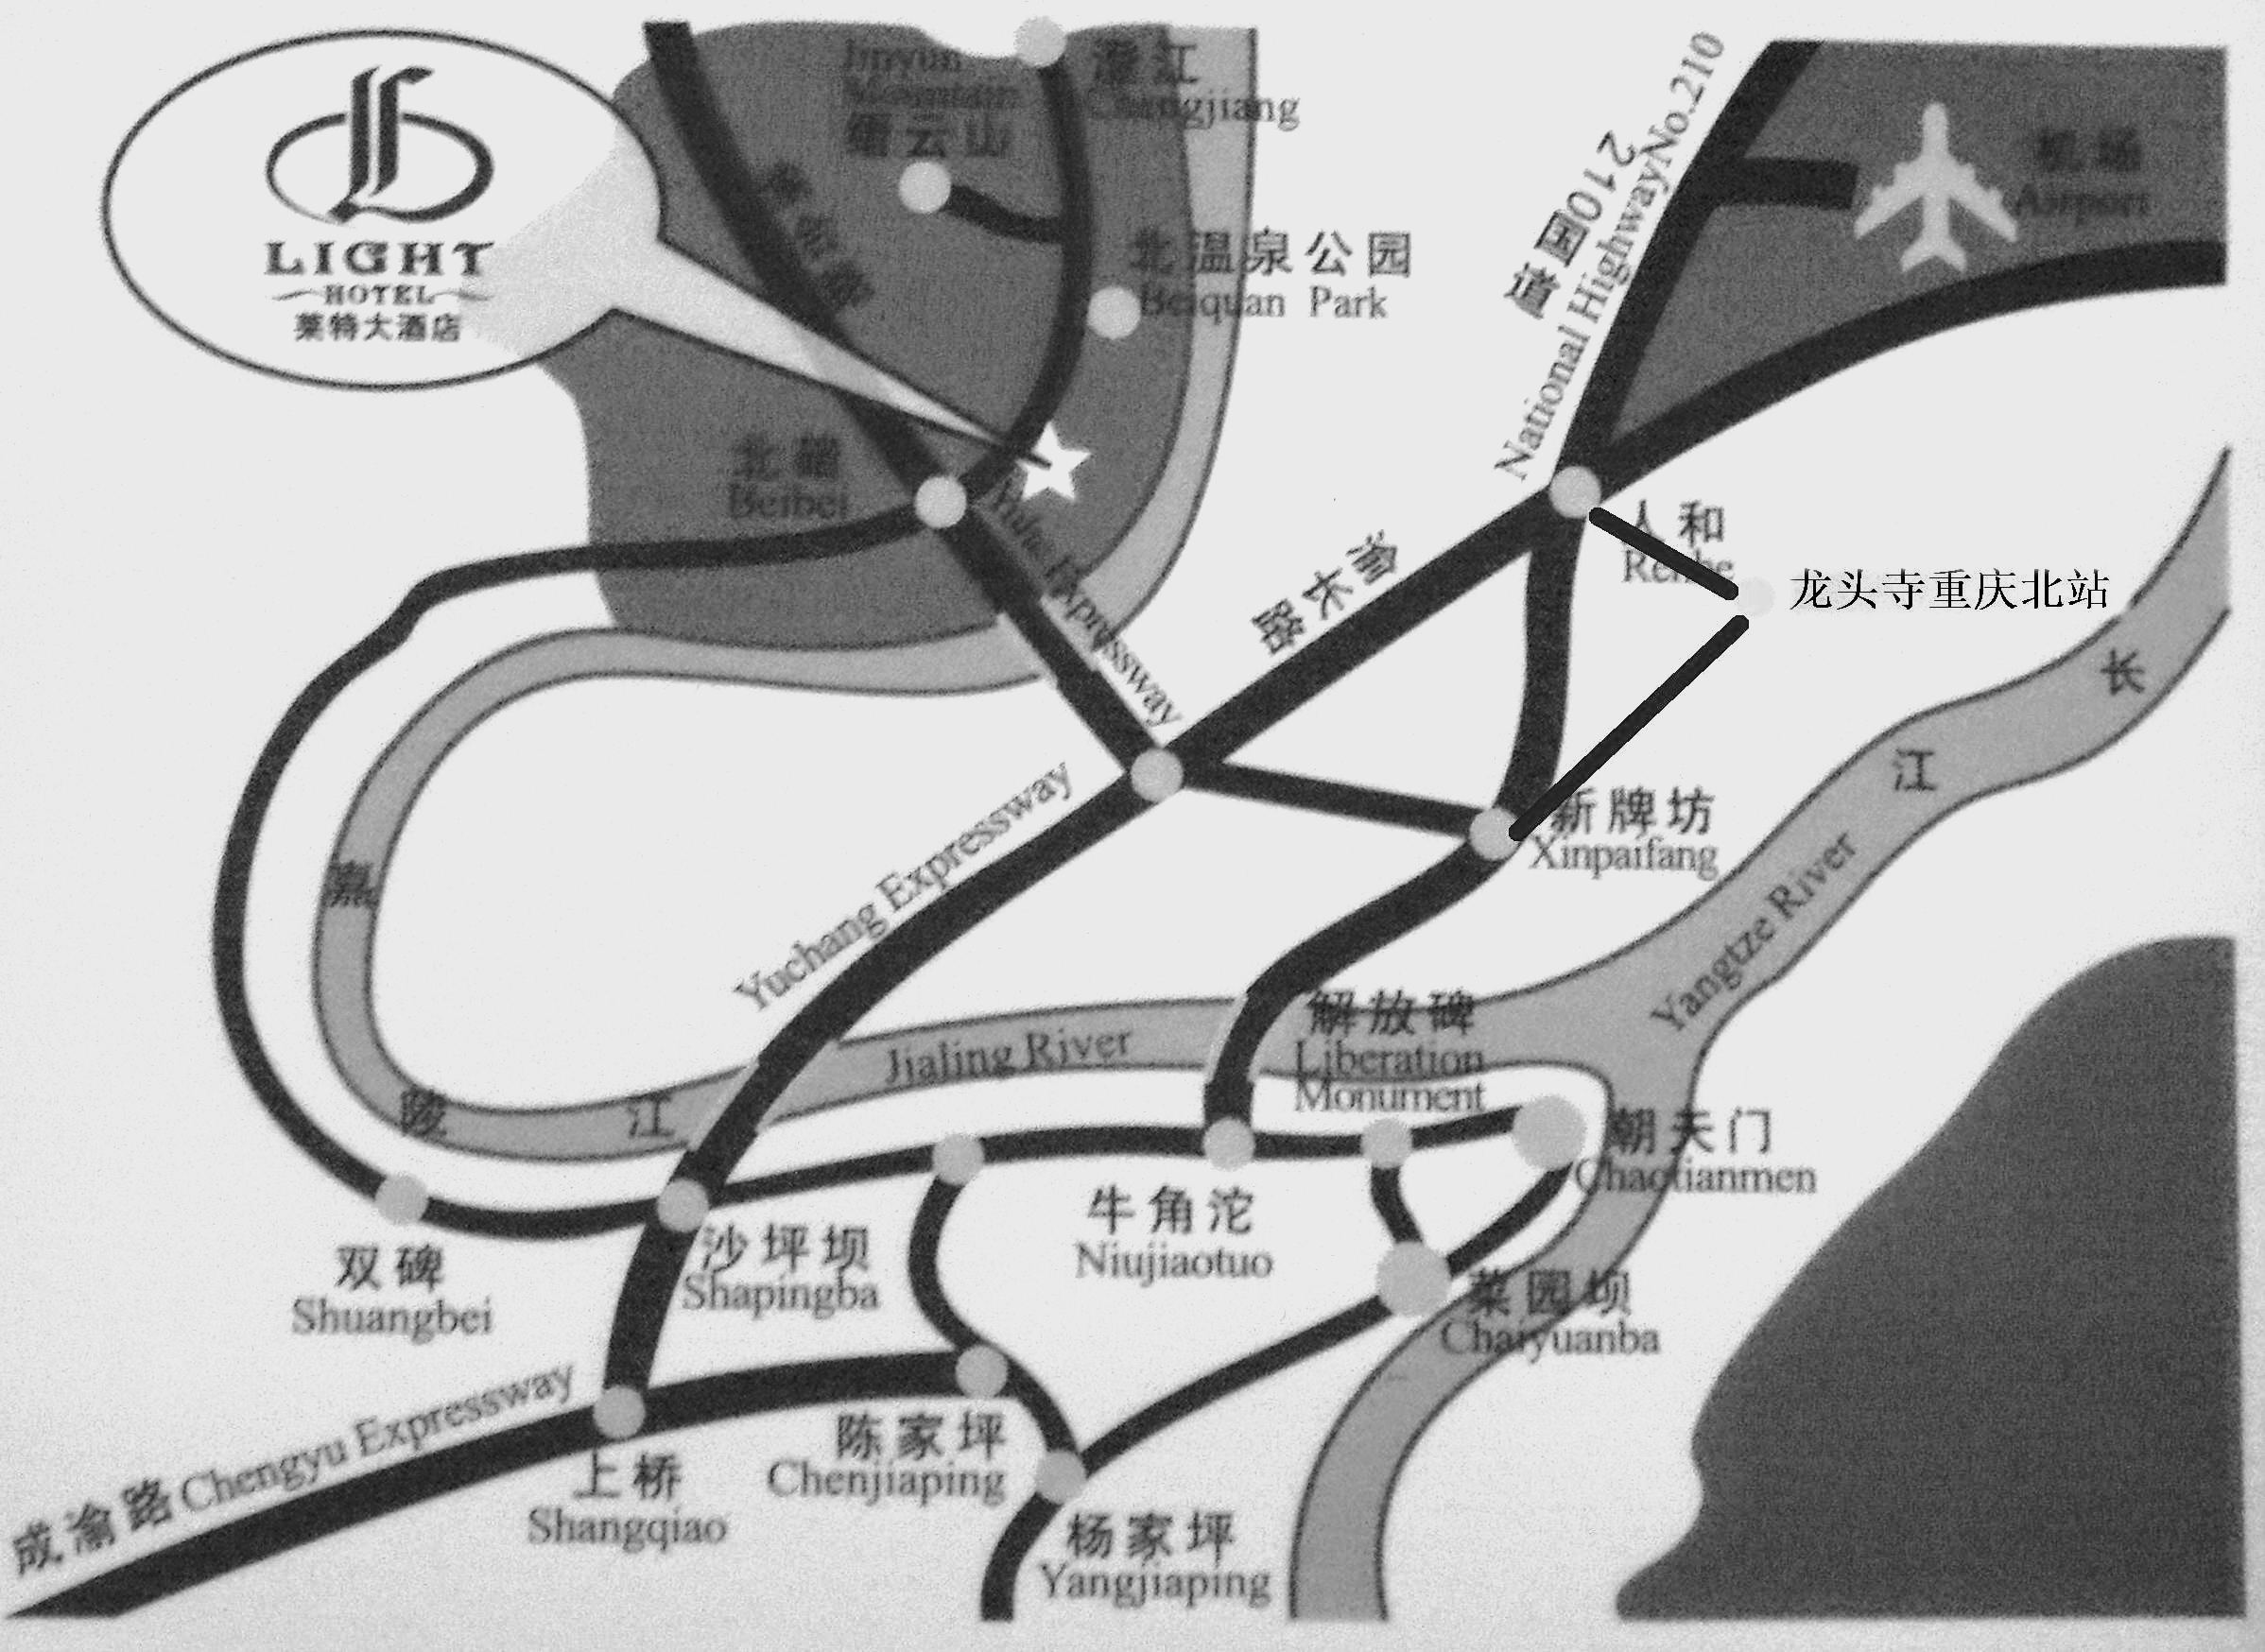 LIGHT
HOTEL
莱特大酒店
Jinyun
Mountain
缙云山
澄江
Chengjiang
北温泉公园
Beiquan Park
210国道
National HighwayNo.210
机场
Airport
北碚
Beibei
Yuhe Expressway
渝长路
人和
Renhe
龙头寺重庆北站
长
江
Yangtze River
Yuchang Expressway
新牌坊
Xinpaifang
嘉
陵
江
Jialing River
解放碑
Liberation
Monument
朝天门
Chaotianmen
双碑
Shuangbei
沙坪坝
Shapingba
牛角沱
Niujiaotuo
菜园坝
Chaiyuanba
成渝路 Chengyu Expressway
上桥
Shangqiao
陈家坪
Chenjiaping
杨家坪
Yangjiaping